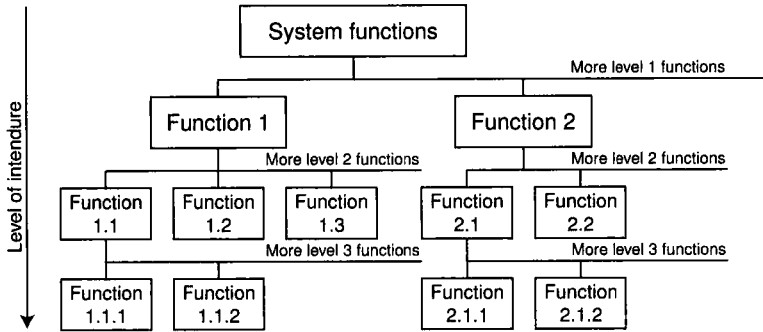 System functions
More level 1 functions
Function 1
Function 2
More level 2 functions
More level 2 functions
Function
1.1
Function
1.2
Function
1.3
Function
2.1
Function
2.2
More level 3 functions
More level 3 functions
Function
1.1.1
Function
1.1.2
Function
2.1.1
Function
2.1.2
Level of intendure